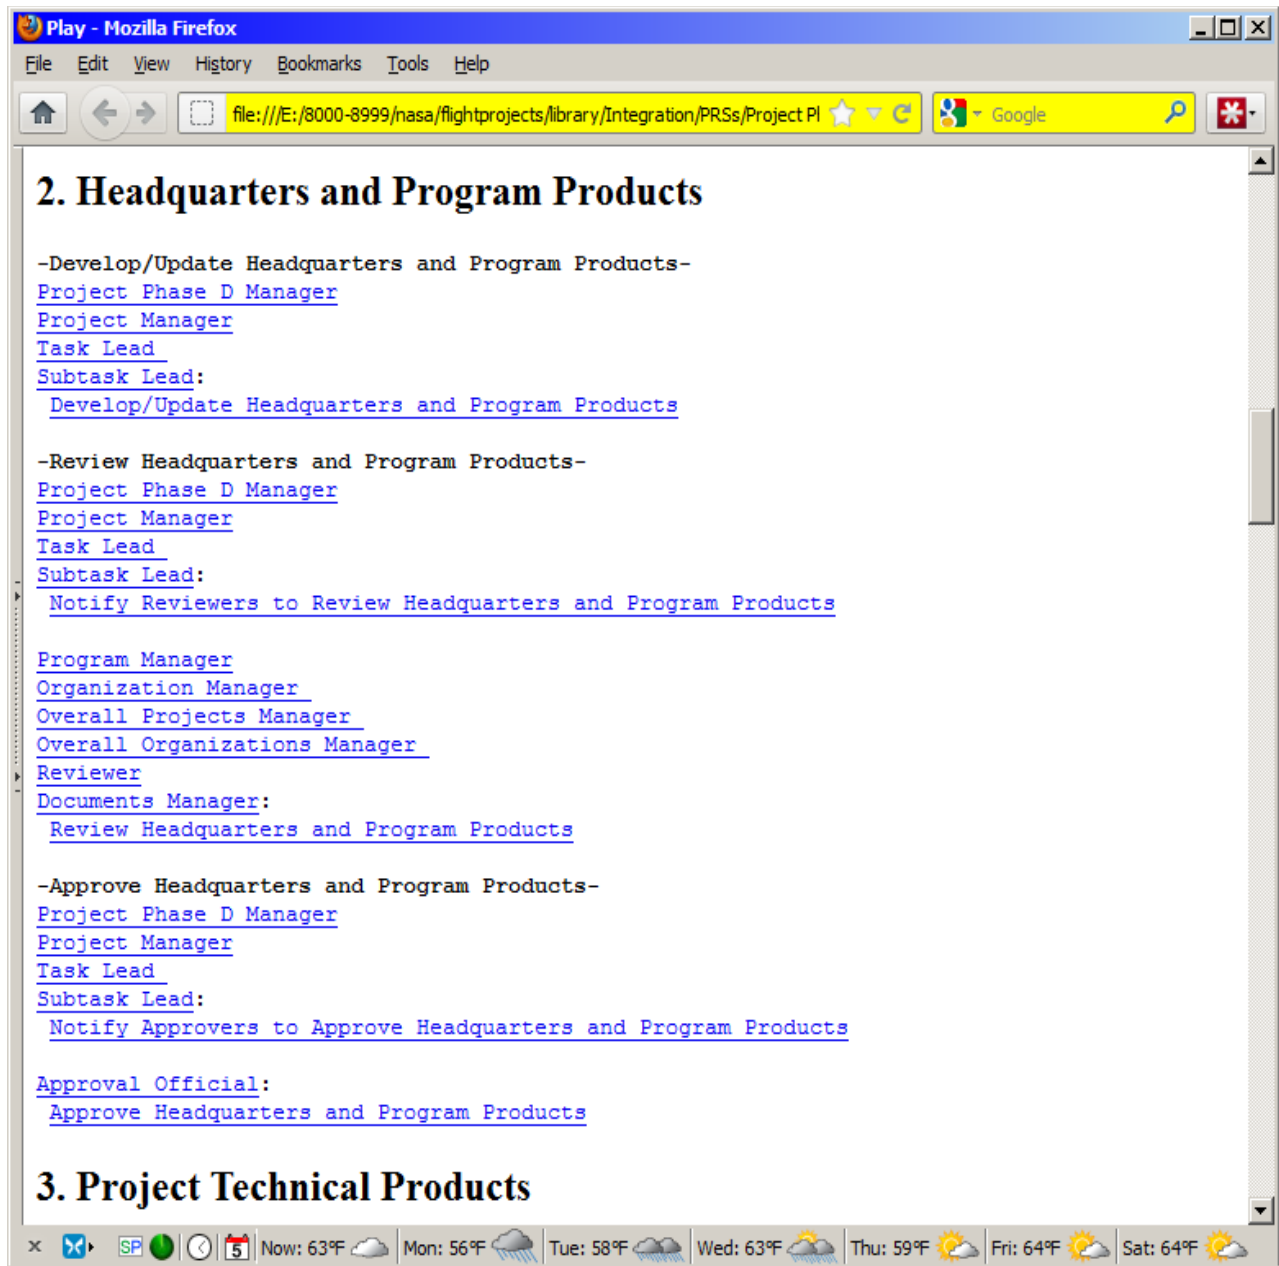 Play - Mozilla Firefox
File Edit View History Bookmarks Tools Help
file:///E:/8000-8999/nasa/flightprojects/library/Integration/PRSs/Project Pl
Google
2. Headquarters and Program Products
-Develop/Update Headquarters and Program Products-
Project Phase D Manager
Project Manager
Task Lead
Subtask Lead:
Develop/Update Headquarters and Program Products
-Review Headquarters and Program Products-
Project Phase D Manager
Project Manager
Task Lead
Subtask Lead:
Notify Reviewers to Review Headquarters and Program Products
Program Manager
Organization Manager
Overall Projects Manager
Overall Organizations Manager
Reviewer
Documents Manager:
Review Headquarters and Program Products
-Approve Headquarters and Program Products-
Project Phase D Manager
Project Manager
Task Lead
Subtask Lead:
Notify Approvers to Approve Headquarters and Program Products
Approval Official:
Approve Headquarters and Program Products
3. Project Technical Products
SP 5 Now: 63°F Mon: 56°F Tue: 58°F Wed: 63°F Thu: 59°F Fri: 64°F Sat: 64°F